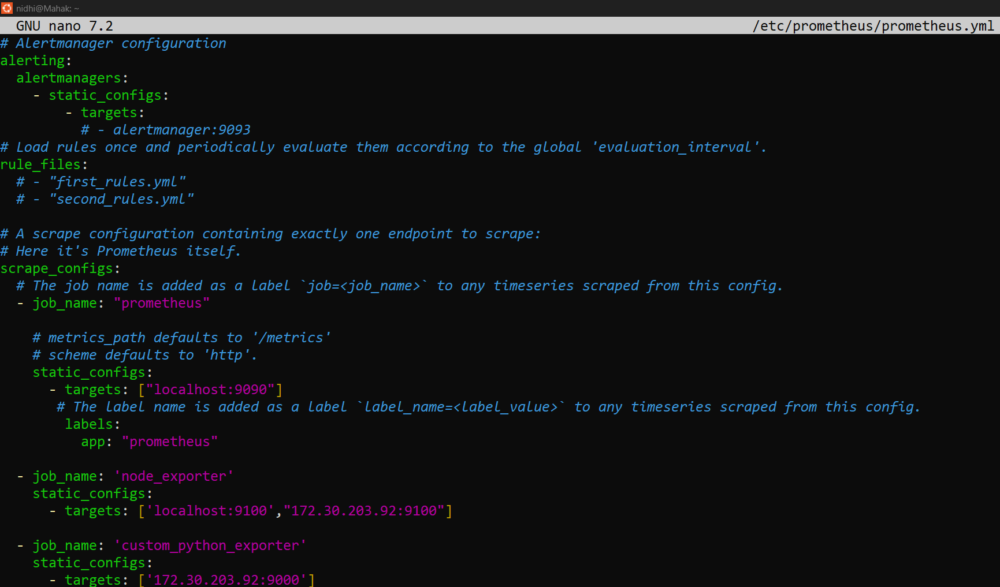 nidhi@Mahak: ~
GNU nano 7.2 /etc/prometheus/prometheus.yml
# Alertmanager configuration
alerting:
  alertmanagers:
    - static_configs:
        - targets:
          # - alertmanager:9093
# Load rules once and periodically evaluate them according to the global 'evaluation_interval'.
rule_files:
  # - "first_rules.yml"
  # - "second_rules.yml"

# A scrape configuration containing exactly one endpoint to scrape:
# Here it's Prometheus itself.
scrape_configs:
  # The job name is added as a label `job=<job_name>` to any timeseries scraped from this config.
  - job_name: "prometheus"

    # metrics_path defaults to '/metrics'
    # scheme defaults to 'http'.
    static_configs:
      - targets: ["localhost:9090"]
       # The label name is added as a label `label_name=<label_value>` to any timeseries scraped from this config.
        labels:
          app: "prometheus"

  - job_name: 'node_exporter'
    static_configs:
      - targets: ['localhost:9100',"172.30.203.92:9100"]

  - job_name: 'custom_python_exporter'
    static_configs:
      - targets: ['172.30.203.92:9000']